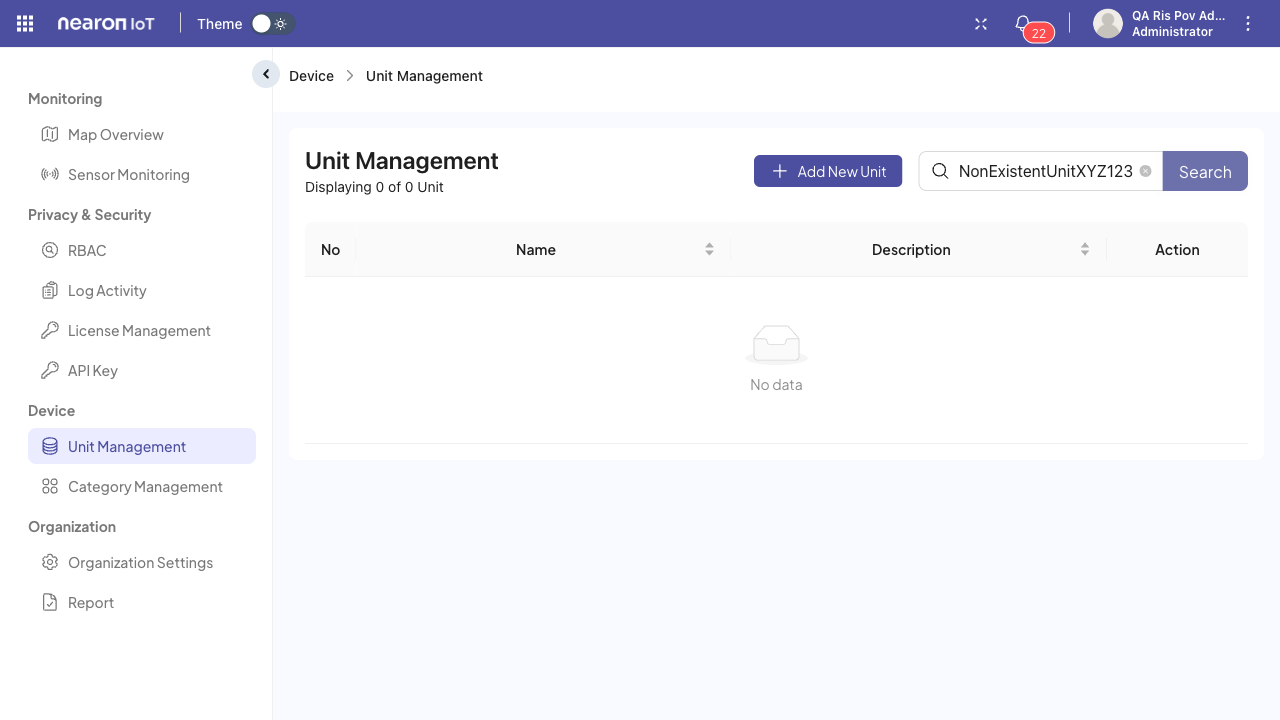 nearon IoT
Theme
22
QA Ris Pov Ad...
Administrator
Monitoring
Map Overview
Sensor Monitoring
Privacy & Security
RBAC
Log Activity
License Management
API Key
Device
Unit Management
Category Management
Organization
Organization Settings
Report
Device > Unit Management
Unit Management
Displaying 0 of 0 Unit
Add New Unit
NonExistentUnitXYZ123
Search
No Name Description Action
No data